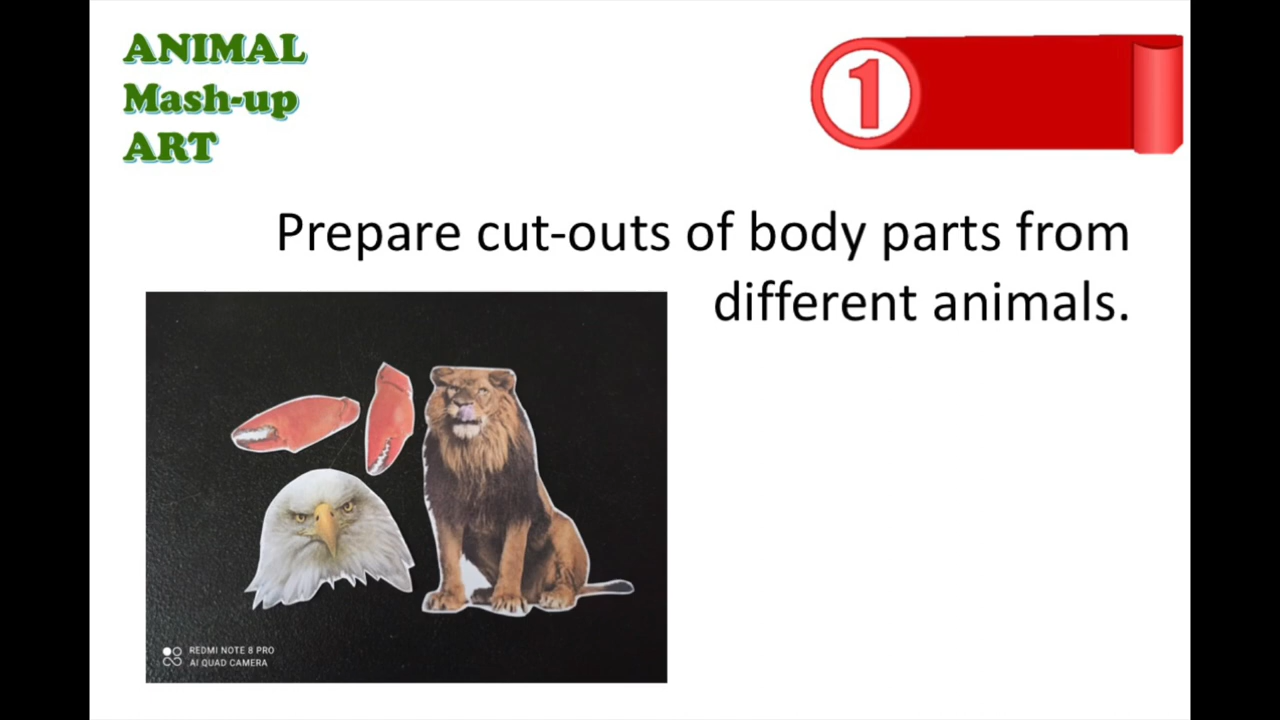 ANIMAL
Mash-up
ART
1
Prepare cut-outs of body parts from
different animals.
REDMI NOTE 8 PRO
AI QUAD CAMERA